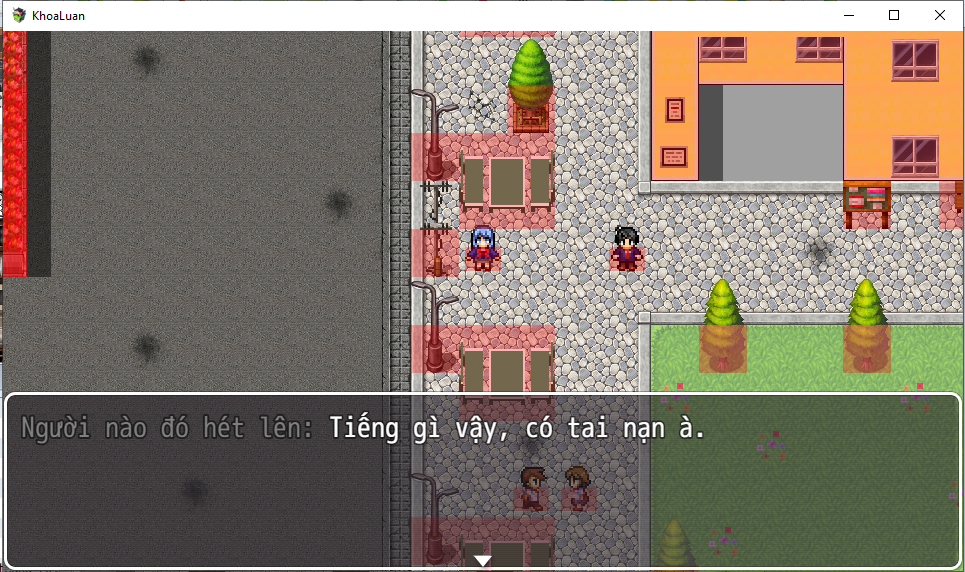 KhoaLuan
Người nào đó hét lên: Tiếng gì vậy, có tai nạn à.